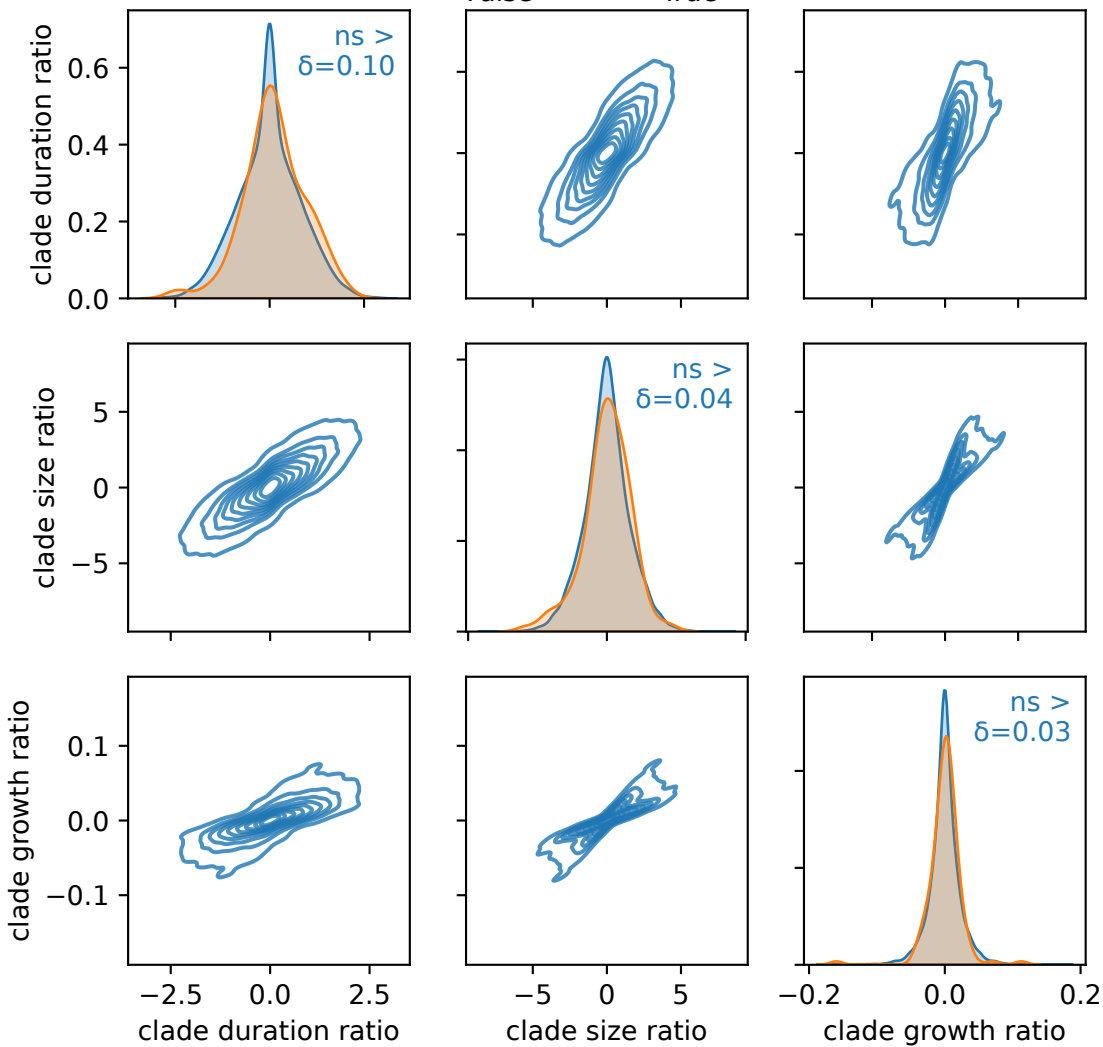 clade duration ratio
0.6
0.4
0.2
0.0
ns >
δ=0.10
clade size ratio
5
0
−5
ns >
δ=0.04
clade growth ratio
0.1
0.0
−0.1
ns >
δ=0.03
−2.5 0.0 2.5
−5 0 5
−0.2 0.0 0.2
clade duration ratio
clade size ratio
clade growth ratio